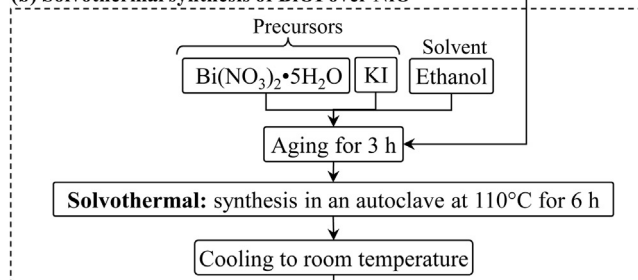 Precursors
Solvent
Bi(NO₃)₂•5H₂O KI Ethanol
Aging for 3 h
Solvothermal: synthesis in an autoclave at 110°C for 6 h
Cooling to room temperature